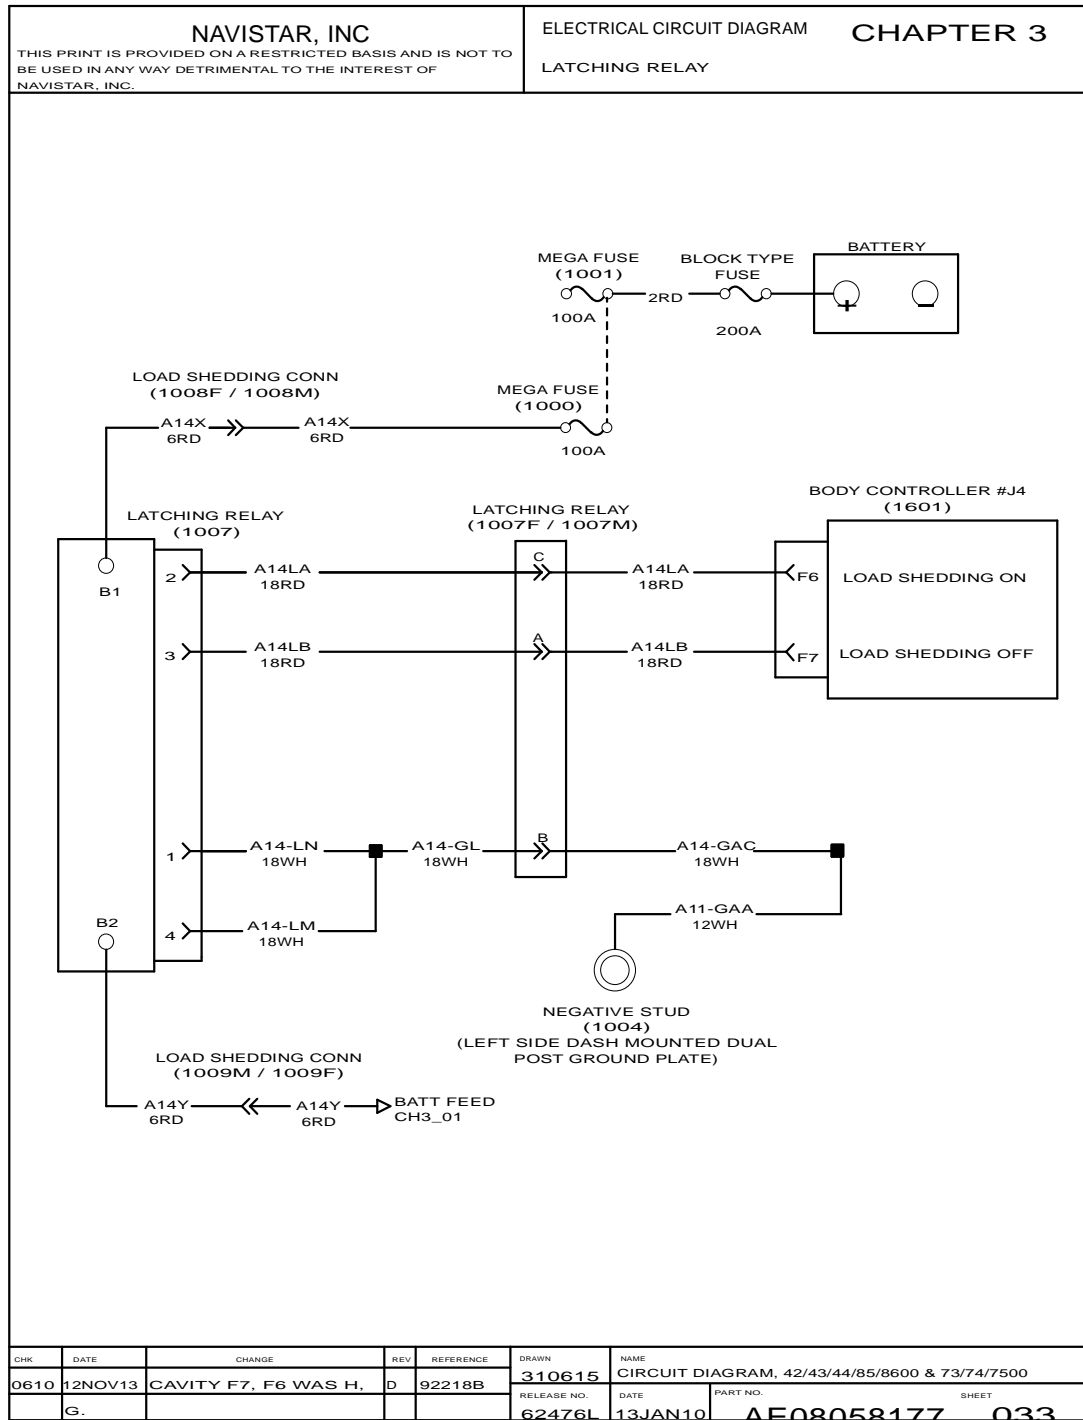 NAVISTAR, INC
THIS PRINT IS PROVIDED ON A RESTRICTED BASIS AND IS NOT TO
BE USED IN ANY WAY DETRIMENTAL TO THE INTEREST OF
NAVISTAR, INC.
ELECTRICAL CIRCUIT DIAGRAM
CHAPTER 3
LATCHING RELAY
BATTERY
MEGA FUSE
(1001)
BLOCK TYPE
FUSE
2RD
100A
200A
LOAD SHEDDING CONN
(1008F / 1008M)
MEGA FUSE
(1000)
A14X
6RD
A14X
6RD
100A
BODY CONTROLLER #J4
(1601)
LATCHING RELAY
(1007)
LATCHING RELAY
(1007F / 1007M)
B1
2
A14LA
18RD
C
A14LA
18RD
F6
LOAD SHEDDING ON
3
A14LB
18RD
A
A14LB
18RD
F7
LOAD SHEDDING OFF
1
A14-LN
18WH
A14-GL
18WH
B
A14-GAC
18WH
B2
4
A14-LM
18WH
A11-GAA
12WH
NEGATIVE STUD
(1004)
(LEFT SIDE DASH MOUNTED DUAL
POST GROUND PLATE)
LOAD SHEDDING CONN
(1009M / 1009F)
A14Y
6RD
A14Y
6RD
BATT FEED
CH3_01
CHK DATE CHANGE REV REFERENCE
0610 12NOV13 CAVITY F7, F6 WAS H, D 92218B
G.
DRAWN
310615
NAME
CIRCUIT DIAGRAM, 42/43/44/85/8600 & 73/74/7500
RELEASE NO.
62476L
DATE
13JAN10
PART NO.
AE08058177
SHEET
033